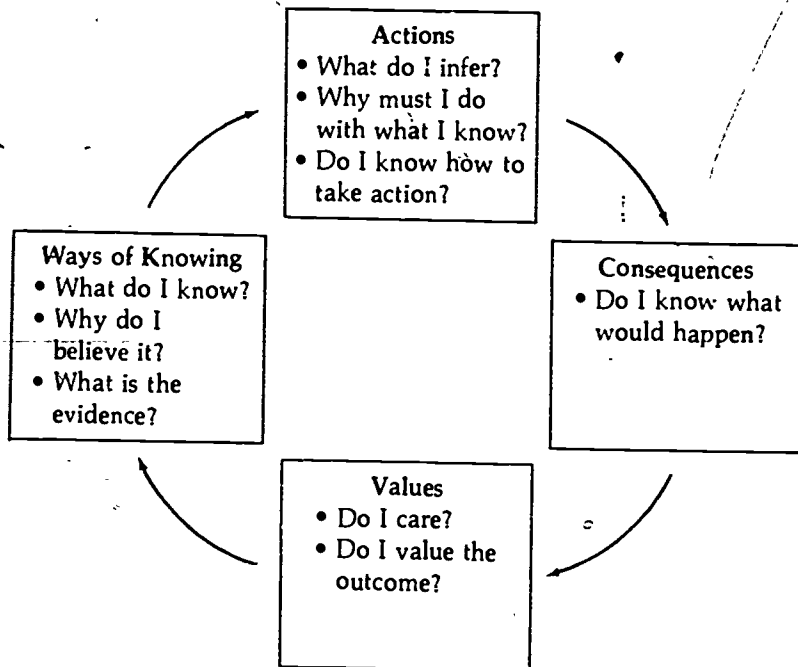 Actions
• What do I infer?
• Why must I do
with what I know?
• Do I know how to
take action?
Ways of Knowing
• What do I know?
• Why do I
believe it?
• What is the
evidence?
Consequences
• Do I know what
would happen?
Values
• Do I care?
• Do I value the
outcome?